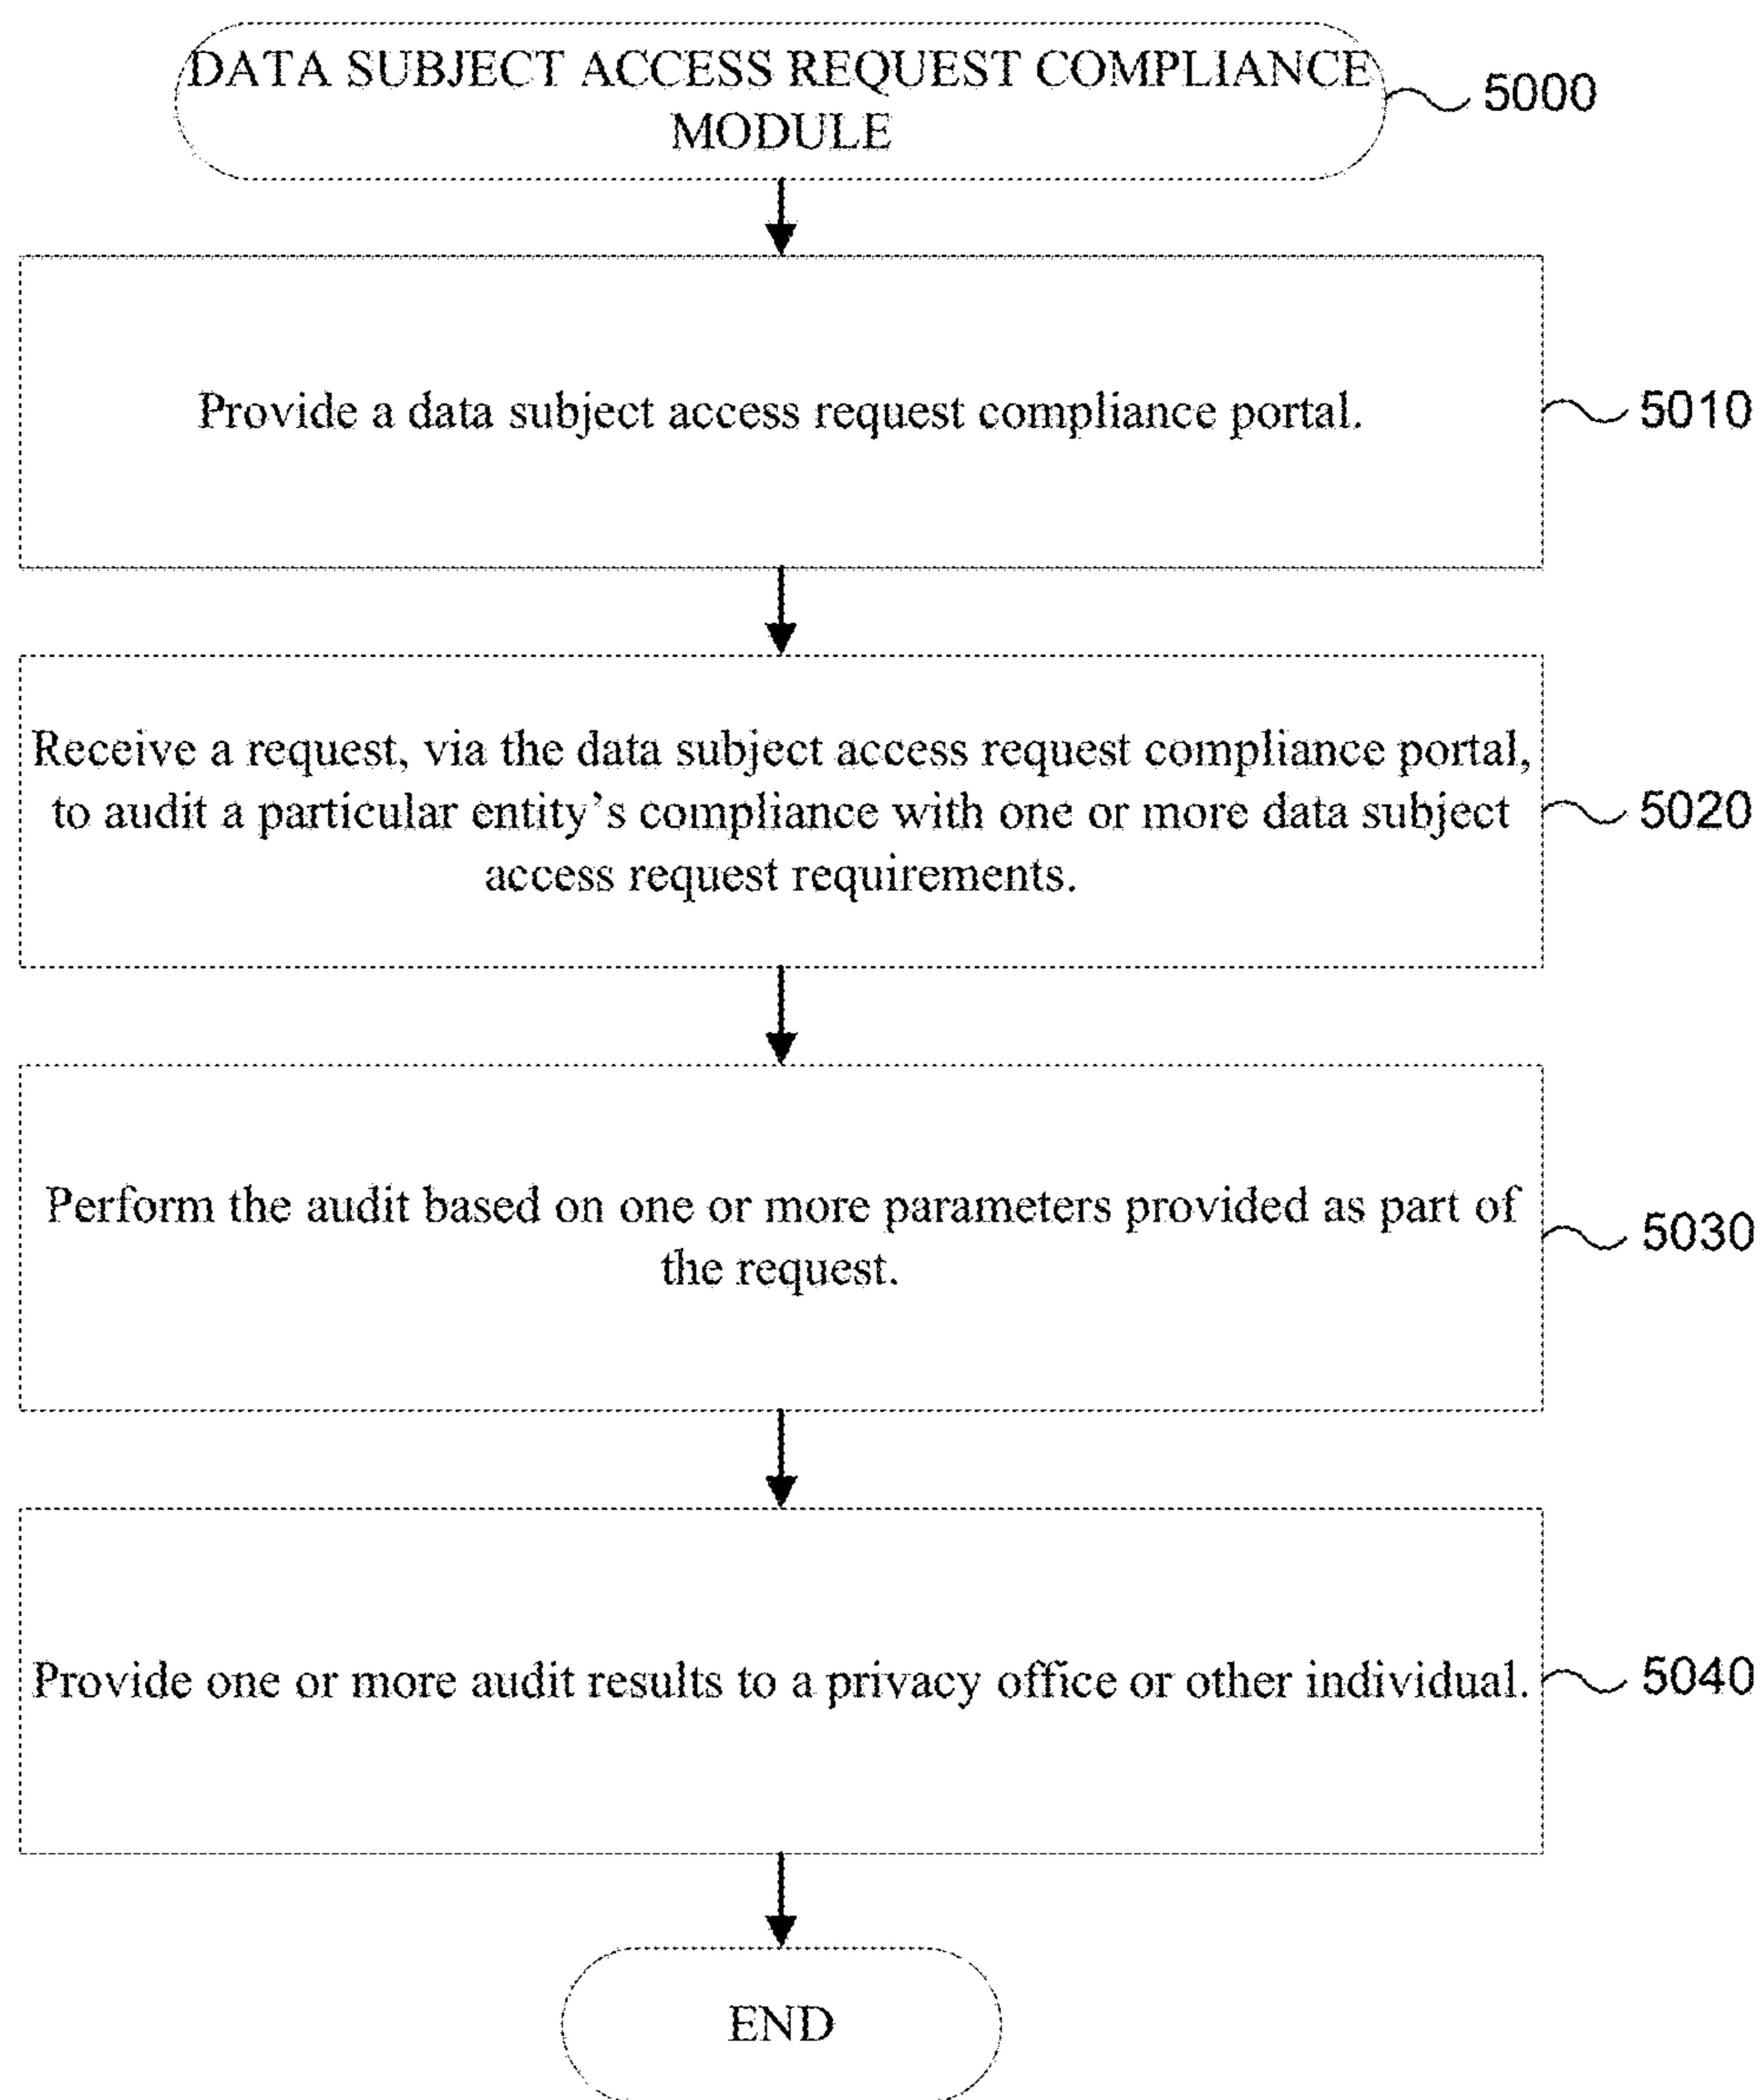 DATA SUBJECT ACCESS REQUEST COMPLIANCE
MODULE
5000
Provide a data subject access request compliance portal.
5010
Receive a request, via the data subject access request compliance portal,
to audit a particular entity’s compliance with one or more data subject
access request requirements.
5020
Perform the audit based on one or more parameters provided as part of
the request.
5030
Provide one or more audit results to a privacy office or other individual.
5040
END